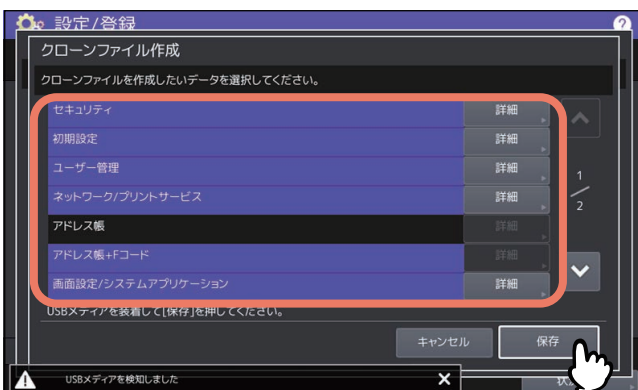 設定/登録
?
クローンファイル作成
クローンファイルを作成したいデータを選択してください。
セキュリティ 詳細
初期設定 詳細
ユーザー管理 詳細
ネットワーク/プリントサービス 詳細
アドレス帳 詳細
アドレス帳+Fコード 詳細
画面設定/システムアプリケーション 詳細
1
2
USBメディアを装着して[保存]を押してください。
キャンセル 保存
USBメディアを検知しました